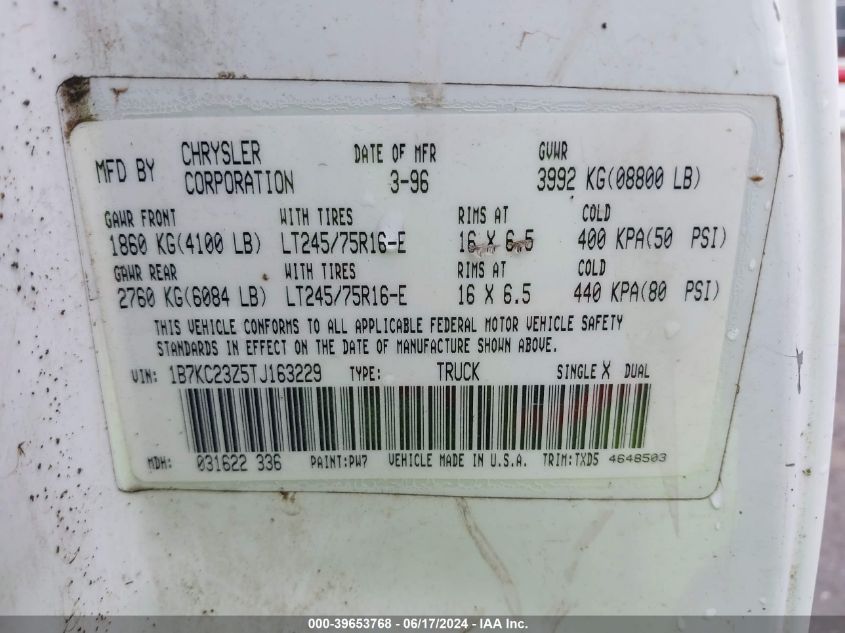 MFD BY CHRYSLER CORPORATION DATE OF MFR 3-96 GVWR 3992 KG(08800 LB)
GAWR FRONT WITH TIRES RIMS AT COLD
1860 KG(4100 LB) LT245/75R16-E 16 X 6.5 400 KPA(50 PSI)
GAWR REAR WITH TIRES RIMS AT COLD
2760 KG(6084 LB) LT245/75R16-E 16 X 6.5 440 KPA(80 PSI)
THIS VEHICLE CONFORMS TO ALL APPLICABLE FEDERAL MOTOR VEHICLE SAFETY
STANDARDS IN EFFECT ON THE DATE OF MANUFACTURE SHOWN ABOVE.
VIN: 1B7KC23Z5TJ163229 TYPE: TRUCK SINGLE X DUAL
MDH: 031622 336 PAINT:PW7 VEHICLE MADE IN U.S.A. TRIM:TXD5 4648503
000-39653768 - 06/17/2024 - IAA Inc.